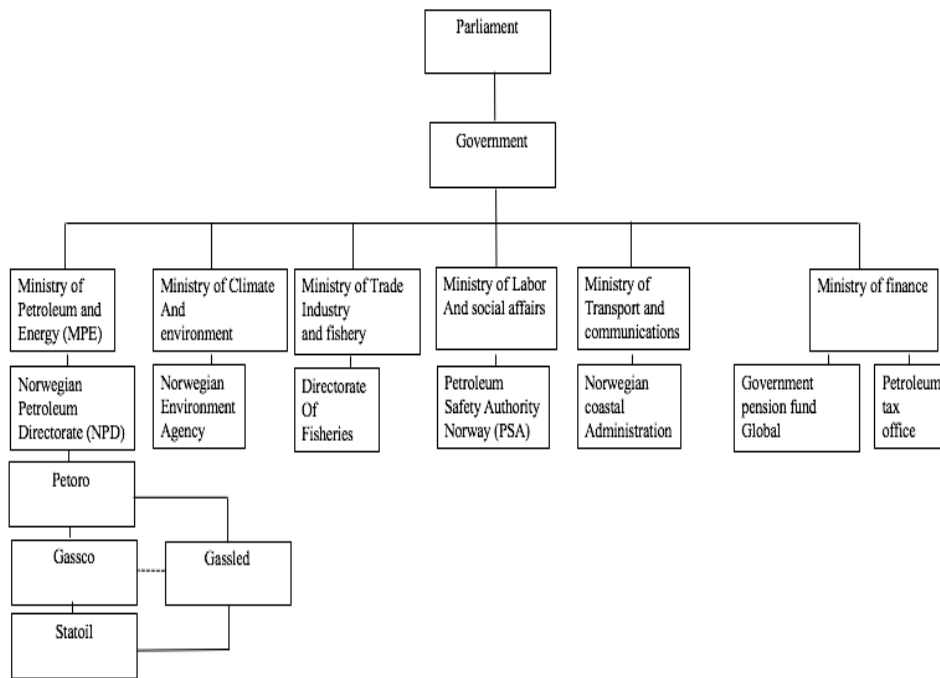 Parliament
Government
Ministry of
Petroleum and
Energy (MPE)
Ministry of Climate
And
environment
Ministry of Trade
Industry
and fishery
Ministry of Labor
And social affairs
Ministry of
Transport and
communications
Ministry of finance
Norwegian
Petroleum
Directorate (NPD)
Norwegian
Environment
Agency
Directorate
Of
Fisheries
Petroleum
Safety Authority
Norway (PSA)
Norwegian
coastal
Administration
Government
pension fund
Global
Petroleum
tax
office
Petoro
Gassco
Gassled
Statoil